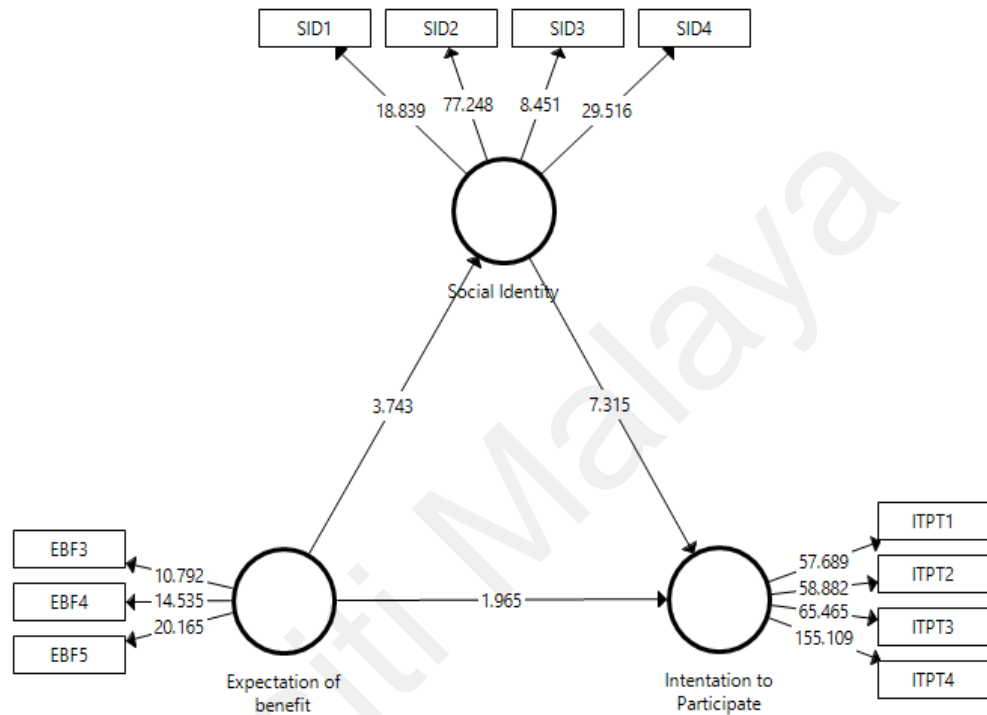 SID1
SID2
SID3
SID4
18.839
77.248
8.451
29.516
Social Identity
3.743
7.315
EBF3
EBF4
EBF5
10.792
14.535
20.165
1.965
57.689
58.882
65.465
155.109
ITPT1
ITPT2
ITPT3
ITPT4
Expectation of
benefit
Intentation to
Participate
iti Malaya